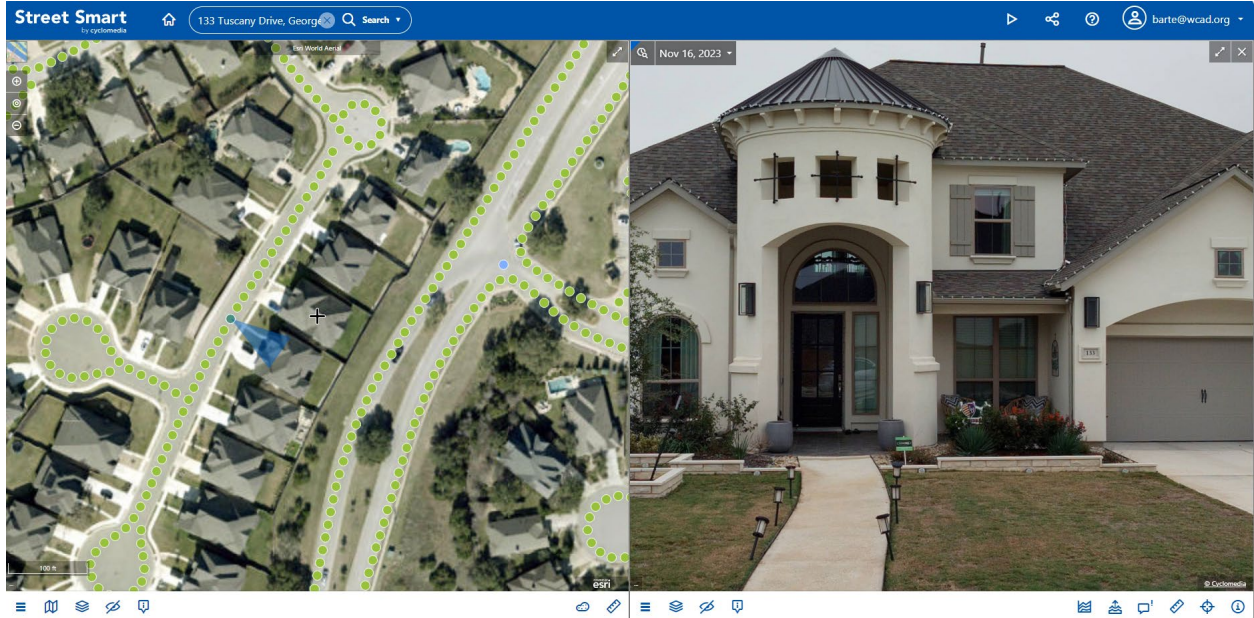 Street Smart
by cyclomedia
133 Tuscany Drive, George
Search
barte@wcad.org
Esri World Aerial
Nov 16, 2023
133
100 ft
esri
© Cyclomedia